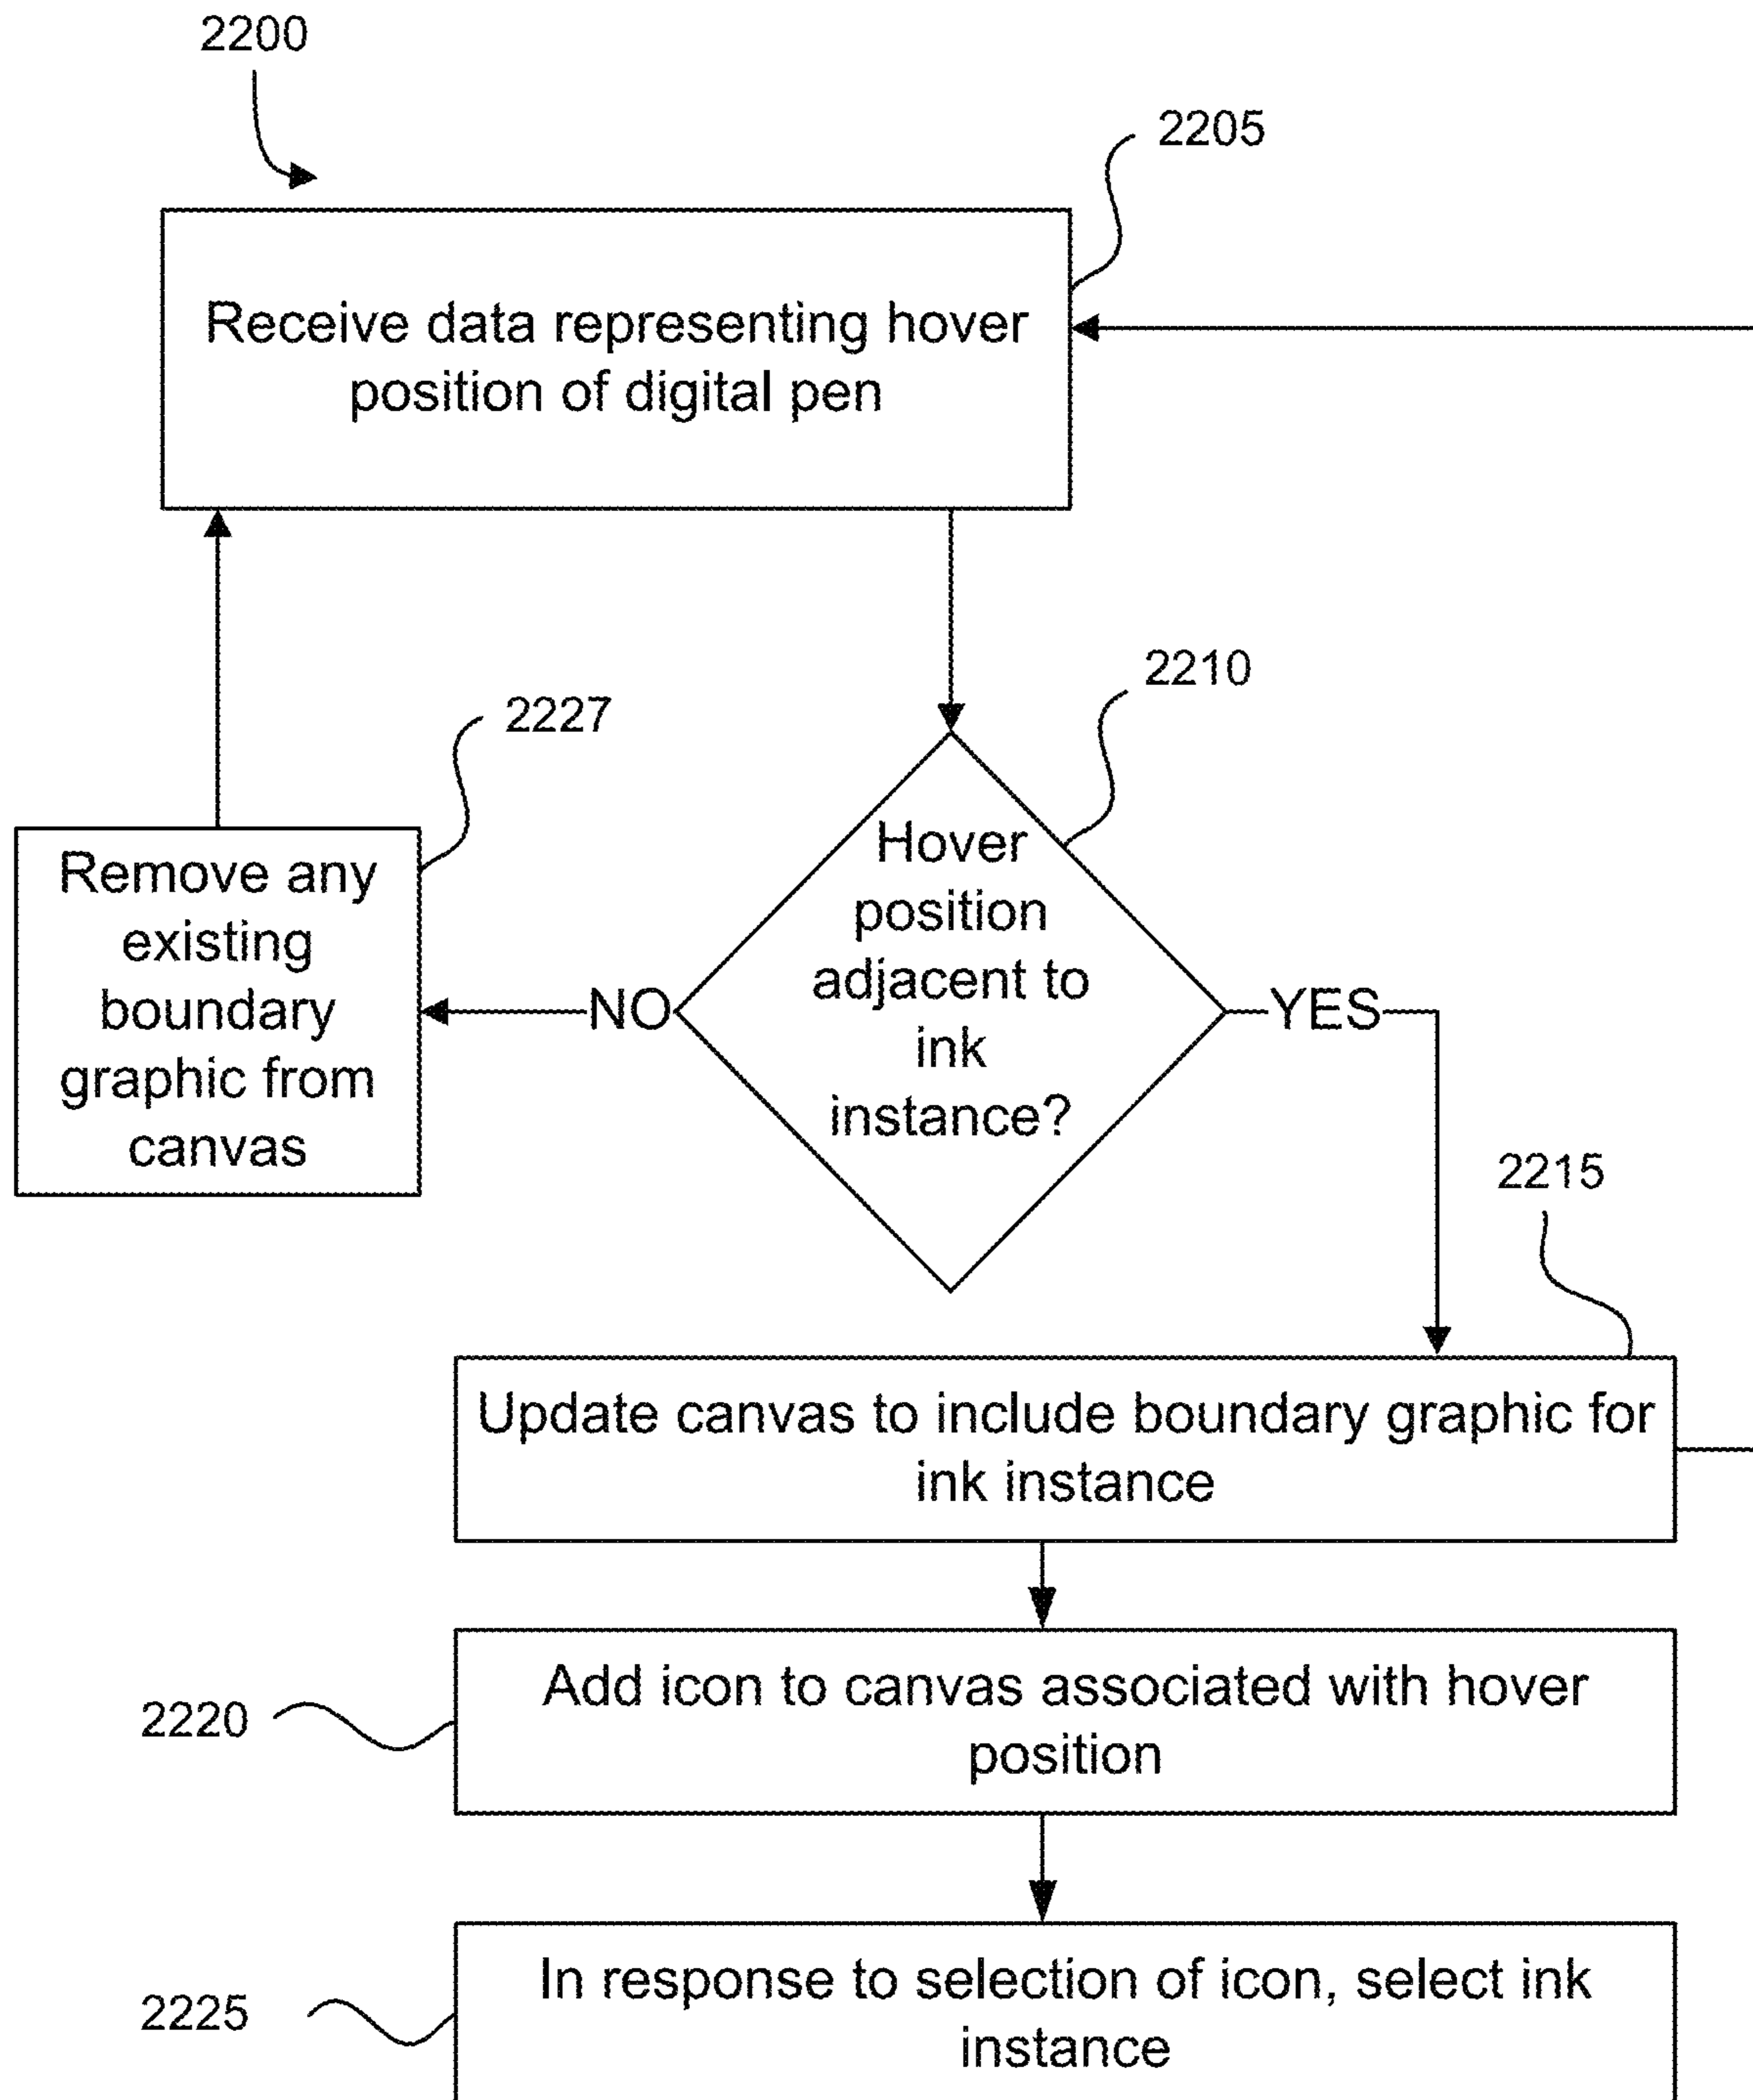 2200
2205
Receive data representing hover
position of digital pen
2210
2227
Hover
position
adjacent to
ink
instance?
Remove any
existing
boundary
graphic from
canvas
NO
YES
2215
Update canvas to include boundary graphic for
ink instance
2220
Add icon to canvas associated with hover
position
2225
In response to selection of icon, select ink
instance